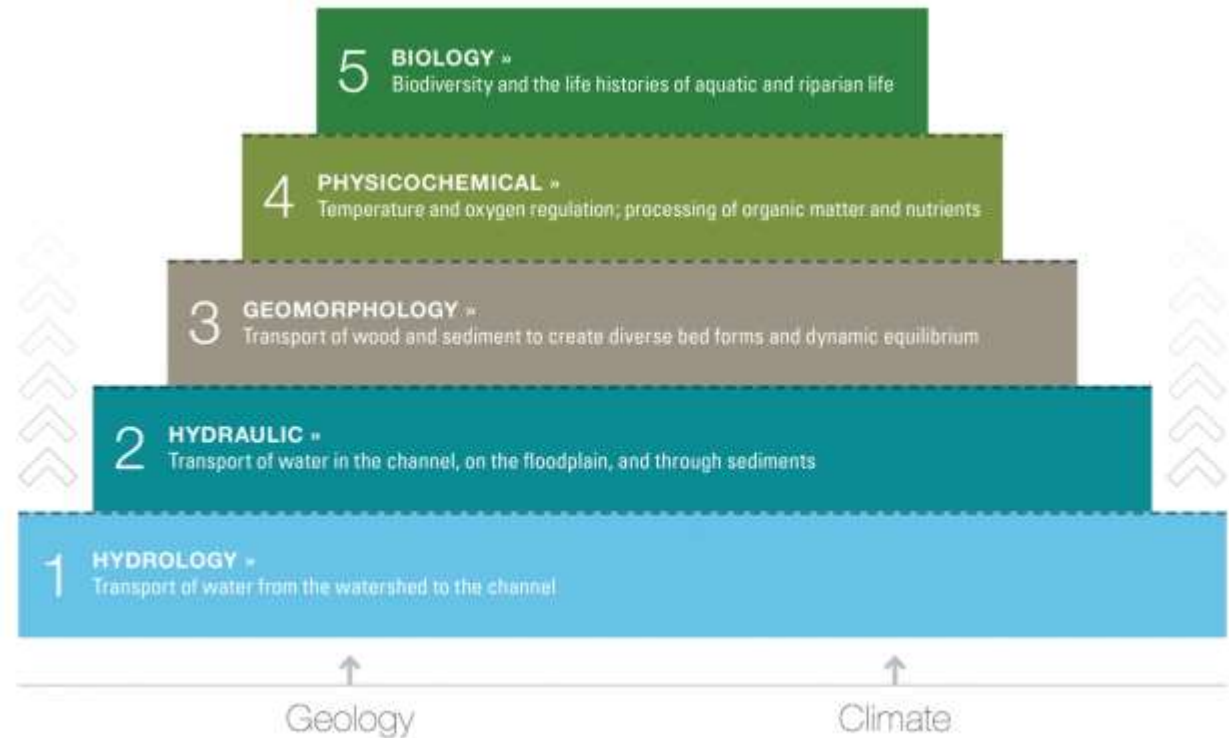 5 BIOLOGY »
Biodiversity and the life histories of aquatic and riparian life
4 PHYSICOCHEMICAL »
Temperature and oxygen regulation; processing of organic matter and nutrients
3 GEOMORPHOLOGY »
Transport of wood and sediment to create diverse bed forms and dynamic equilibrium
2 HYDRAULIC »
Transport of water in the channel, on the floodplain, and through sediments
1 HYDROLOGY »
Transport of water from the watershed to the channel
Geology Climate